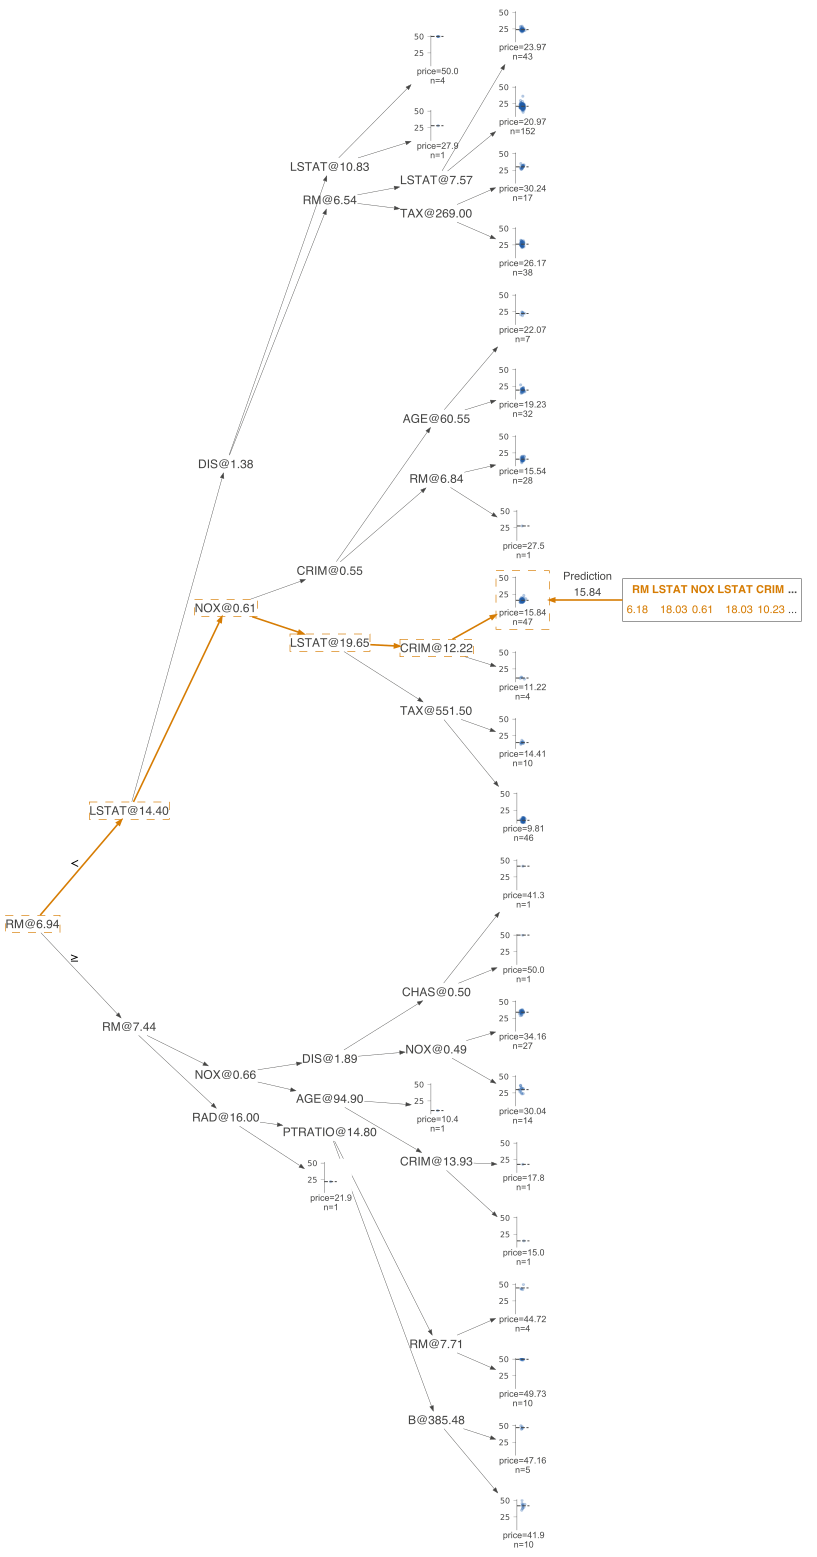 50
25
price=23.97
n=43
50
25
price=50.0
n=4
50
25
price=20.97
n=152
50
25
price=27.9
n=1
LSTAT@10.83
50
25
price=30.24
n=17
LSTAT@7.57
RM@6.54
TAX@269.00
50
25
price=26.17
n=38
50
25
price=22.07
n=7
50
25
price=19.23
n=32
AGE@60.55
50
25
price=15.54
n=28
DIS@1.38
RM@6.84
50
25
price=27.5
n=1
CRIM@0.55
50
25
price=15.84
n=47
Prediction
15.84
RM LSTAT NOX LSTAT CRIM ...
6.18 18.03 0.61 18.03 10.23 ...
NOX@0.61
LSTAT@19.65
CRIM@12.22
50
25
price=11.22
n=4
TAX@551.50
50
25
price=14.41
n=10
50
25
price=9.81
n=46
LSTAT@14.40
<
50
25
price=41.3
n=1
RM@6.94
≥
50
25
price=50.0
n=1
CHAS@0.50
RM@7.44
50
25
price=34.16
n=27
NOX@0.49
DIS@1.89
NOX@0.66
50
25
price=30.04
n=14
AGE@94.90
50
25
price=10.4
n=1
RAD@16.00
PTRATIO@14.80
50
25
price=17.8
n=1
CRIM@13.93
50
25
price=21.9
n=1
50
25
price=15.0
n=1
50
25
price=44.72
n=4
RM@7.71
50
25
price=49.73
n=10
B@385.48
50
25
price=47.16
n=5
50
25
price=41.9
n=10